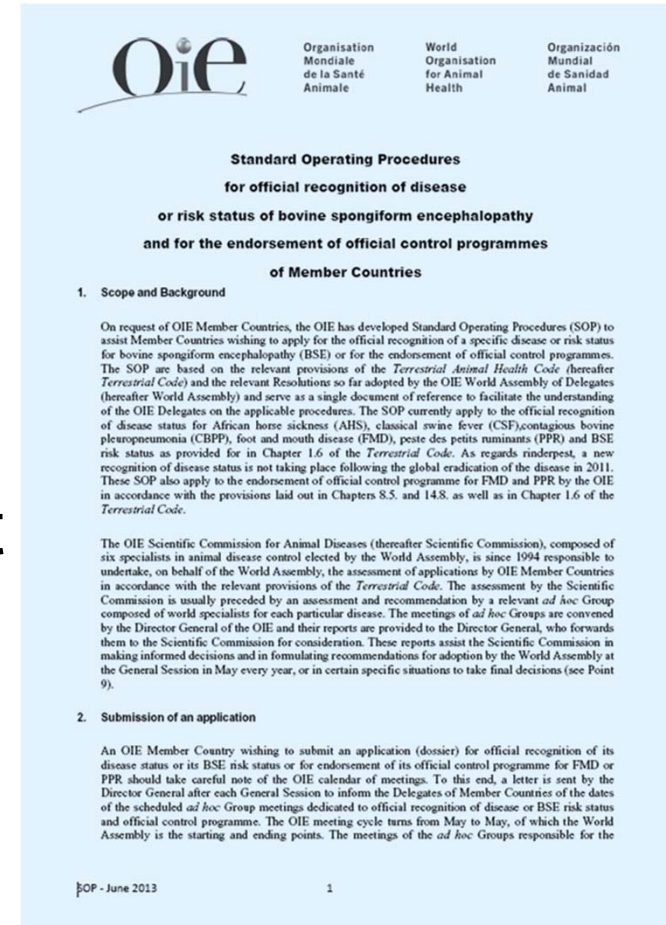 OiE
Organisation
Mondiale
de la Santé
Animale
World
Organisation
for Animal
Health
Organización
Mundial
de Sanidad
Animal
Standard Operating Procedures
for official recognition of disease
or risk status of bovine spongiform encephalopathy
and for the endorsement of official control programmes
of Member Countries
1. Scope and Background
On request of OIE Member Countries, the OIE has developed Standard Operating Procedures (SOP) to
assist Member Countries wishing to apply for the official recognition of a specific disease or risk status
for bovine spongiform encephalopathy (BSE) or for the endorsement of official control programmes.
The SOP are based on the relevant provisions of the Terrestrial Animal Health Code (hereafter
Terrestrial Code) and the relevant Resolutions so far adopted by the OIE World Assembly of Delegates
(hereafter World Assembly) and serve as a single document of reference to facilitate the understanding
of the OIE Delegates on the applicable procedures. The SOP currently apply to the official recognition
of disease status for African horse sickness (AHS), classical swine fever (CSF),contagious bovine
pleuropneumonia (CBPP), foot and mouth disease (FMD), peste des petits ruminants (PPR) and BSE
risk status as provided for in Chapter 1.6 of the Terrestrial Code. As regards rinderpest, a new
recognition of disease status is not taking place following the global eradication of the disease in 2011.
These SOP also apply to the endorsement of official control programme for FMD and PPR by the OIE
in accordance with the provisions laid out in Chapters 8.5. and 14.8. as well as in Chapter 1.6 of the
Terrestrial Code.
The OIE Scientific Commission for Animal Diseases (thereafter Scientific Commission), composed of
six specialists in animal disease control elected by the World Assembly, is since 1994 responsible to
undertake, on behalf of the World Assembly, the assessment of applications by OIE Member Countries
in accordance with the relevant provisions of the Terrestrial Code. The assessment by the Scientific
Commission is usually preceded by an assessment and recommendation by a relevant ad hoc Group
composed of world specialists for each particular disease. The meetings of ad hoc Groups are convened
by the Director General of the OIE and their reports are provided to the Director General, who forwards
them to the Scientific Commission for consideration. These reports assist the Scientific Commission in
making informed decisions and in formulating recommendations for adoption by the World Assembly at
the General Session in May every year, or in certain specific situations to take final decisions (see Point
9).
2. Submission of an application
An OIE Member Country wishing to submit an application (dossier) for official recognition of its
disease status or its BSE risk status or for endorsement of its official control programme for FMD or
PPR should take careful note of the OIE calendar of meetings. To this end, a letter is sent by the
Director General after each General Session to inform the Delegates of Member Countries of the dates
of the scheduled ad hoc Group meetings dedicated to official recognition of disease or BSE risk status
and official control programme. The OIE meeting cycle turns from May to May, of which the World
Assembly is the starting and ending points. The meetings of the ad hoc Groups responsible for the
SOP - June 2013
1